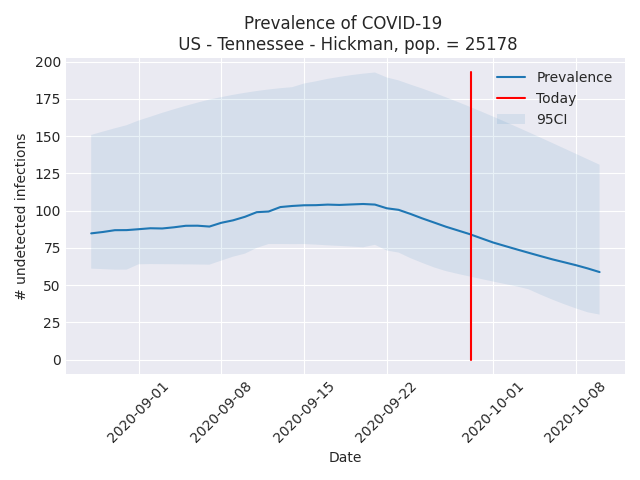 Prevalence of COVID-19
US - Tennessee - Hickman, pop. = 25178
200
175
150
125
100
75
50
25
0
# undetected infections
Prevalence
Today
95CI
2020-09-01
2020-09-08
2020-09-15
2020-09-22
2020-10-01
2020-10-08
Date